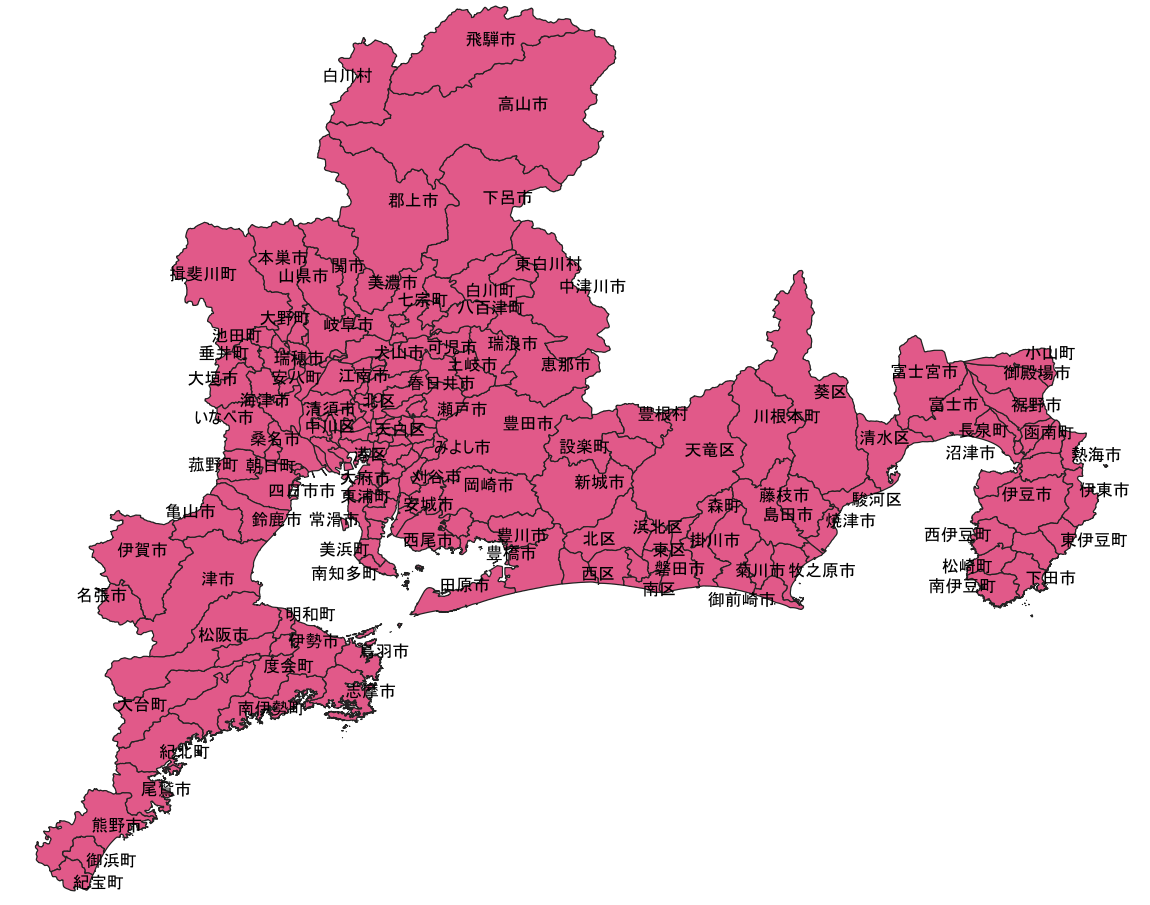 飛騨市
白川村
高山市
郡上市
下呂市
本巣市
関市
東白川村
揖斐川町
山県市
美濃市
白川町
中津川市
七宗町
八百津町
大野町
岐阜市
池田町
垂井町
瑞穂市
犬山市
可児市
瑞浪市
土岐市
恵那市
大垣市
安八町
江南市
春日井市
海津市
清須市
北区
瀬戸市
いなべ市
中川区
天白区
豊田市
桑名市
港区
みよし市
菰野町
朝日町
大府市
刈谷市
岡崎市
四日市市
東浦町
安城市
亀山市
鈴鹿市
常滑市
西尾市
豊川市
伊賀市
美浜町
豊橋市
津市
南知多町
田原市
名張市
明和町
松阪市
伊勢市
鳥羽市
度会町
志摩市
大台町
南伊勢町
紀北町
尾鷲市
熊野市
御浜町
紀宝町
豊根村
設楽町
天竜区
新城市
川根本町
葵区
清水区
藤枝市
森町
島田市
駿河区
焼津市
浜北区
北区
東区
掛川市
西区
磐田市
菊川市
牧之原市
南区
御前崎市
小山町
富士宮市
御殿場市
富士市
裾野市
長泉町
函南町
沼津市
熱海市
伊豆市
伊東市
西伊豆町
東伊豆町
松崎町
下田市
南伊豆町